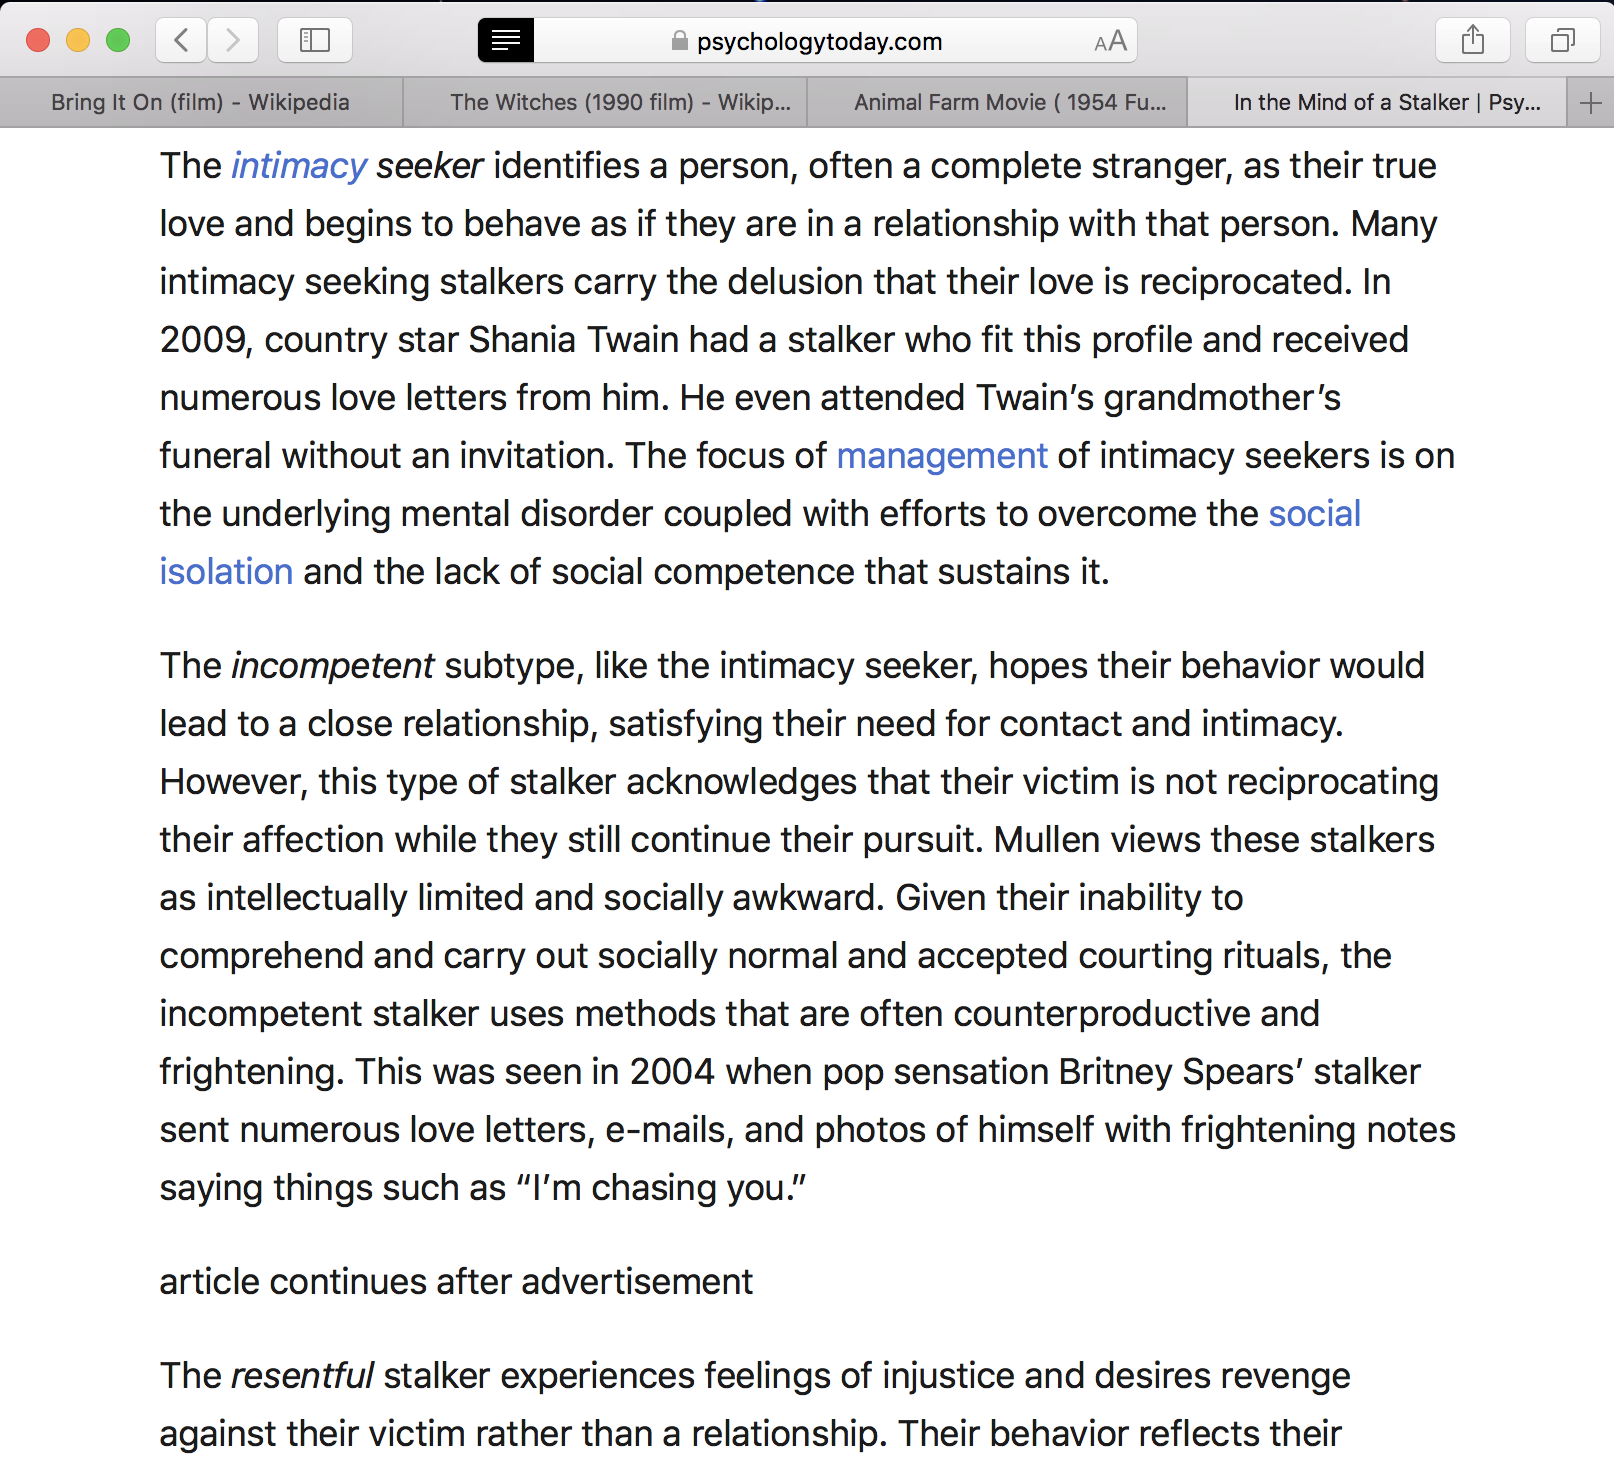 psychologytoday.com
AA
Bring It On (film) - Wikipedia
The Witches (1990 film) - Wikip...
Animal Farm Movie ( 1954 Fu...
In the Mind of a Stalker | Psy...
The intimacy seeker identifies a person, often a complete stranger, as their true
love and begins to behave as if they are in a relationship with that person. Many
intimacy seeking stalkers carry the delusion that their love is reciprocated. In
2009, country star Shania Twain had a stalker who fit this profile and received
numerous love letters from him. He even attended Twain’s grandmother’s
funeral without an invitation. The focus of management of intimacy seekers is on
the underlying mental disorder coupled with efforts to overcome the social
isolation and the lack of social competence that sustains it.
The incompetent subtype, like the intimacy seeker, hopes their behavior would
lead to a close relationship, satisfying their need for contact and intimacy.
However, this type of stalker acknowledges that their victim is not reciprocating
their affection while they still continue their pursuit. Mullen views these stalkers
as intellectually limited and socially awkward. Given their inability to
comprehend and carry out socially normal and accepted courting rituals, the
incompetent stalker uses methods that are often counterproductive and
frightening. This was seen in 2004 when pop sensation Britney Spears’ stalker
sent numerous love letters, e-mails, and photos of himself with frightening notes
saying things such as “I’m chasing you.”
article continues after advertisement
The resentful stalker experiences feelings of injustice and desires revenge
against their victim rather than a relationship. Their behavior reflects their